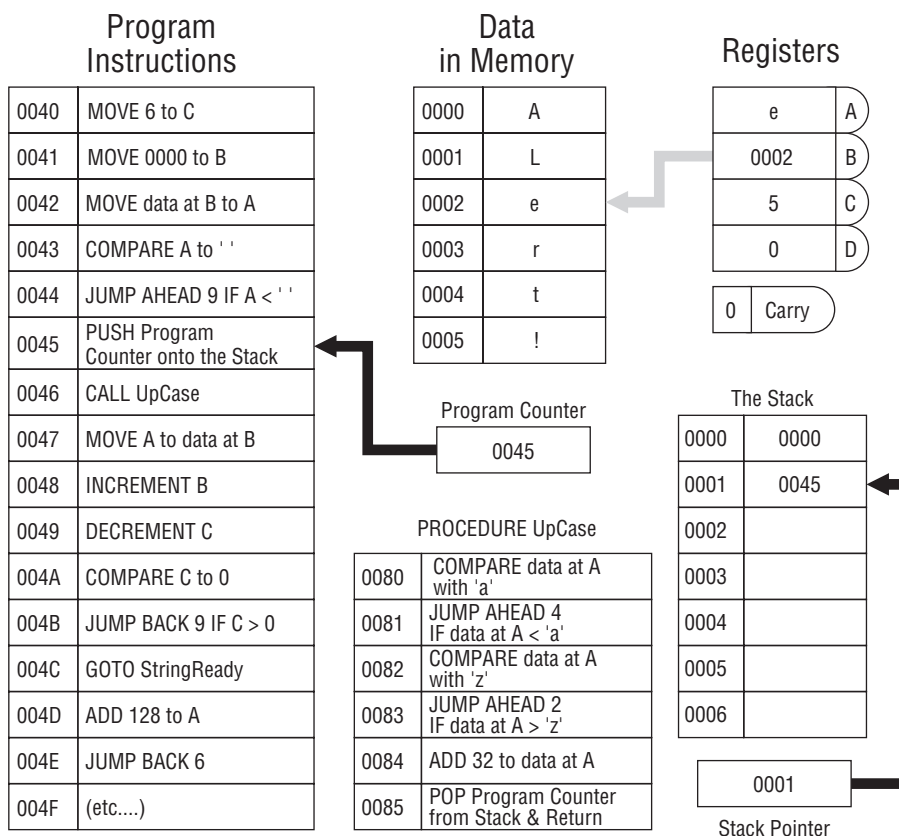 Program
Instructions
0040 MOVE 6 to C
0041 MOVE 0000 to B
0042 MOVE data at B to A
0043 COMPARE A to ' '
0044 JUMP AHEAD 9 IF A < ' '
0045 PUSH Program
Counter onto the Stack
0046 CALL UpCase
0047 MOVE A to data at B
0048 INCREMENT B
0049 DECREMENT C
004A COMPARE C to 0
004B JUMP BACK 9 IF C > 0
004C GOTO StringReady
004D ADD 128 to A
004E JUMP BACK 6
004F (etc....)
Data
in Memory
0000 A
0001 L
0002 e
0003 r
0004 t
0005 !
Program Counter
0045
PROCEDURE UpCase
0080 COMPARE data at A
with 'a'
0081 JUMP AHEAD 4
IF data at A < 'a'
0082 COMPARE data at A
with 'z'
0083 JUMP AHEAD 2
IF data at A > 'z'
0084 ADD 32 to data at A
0085 POP Program Counter
from Stack & Return
Registers
e A
0002 B
5 C
0 D
0 Carry
The Stack
0000 0000
0001 0045
0002
0003
0004
0005
0006
0001
Stack Pointer